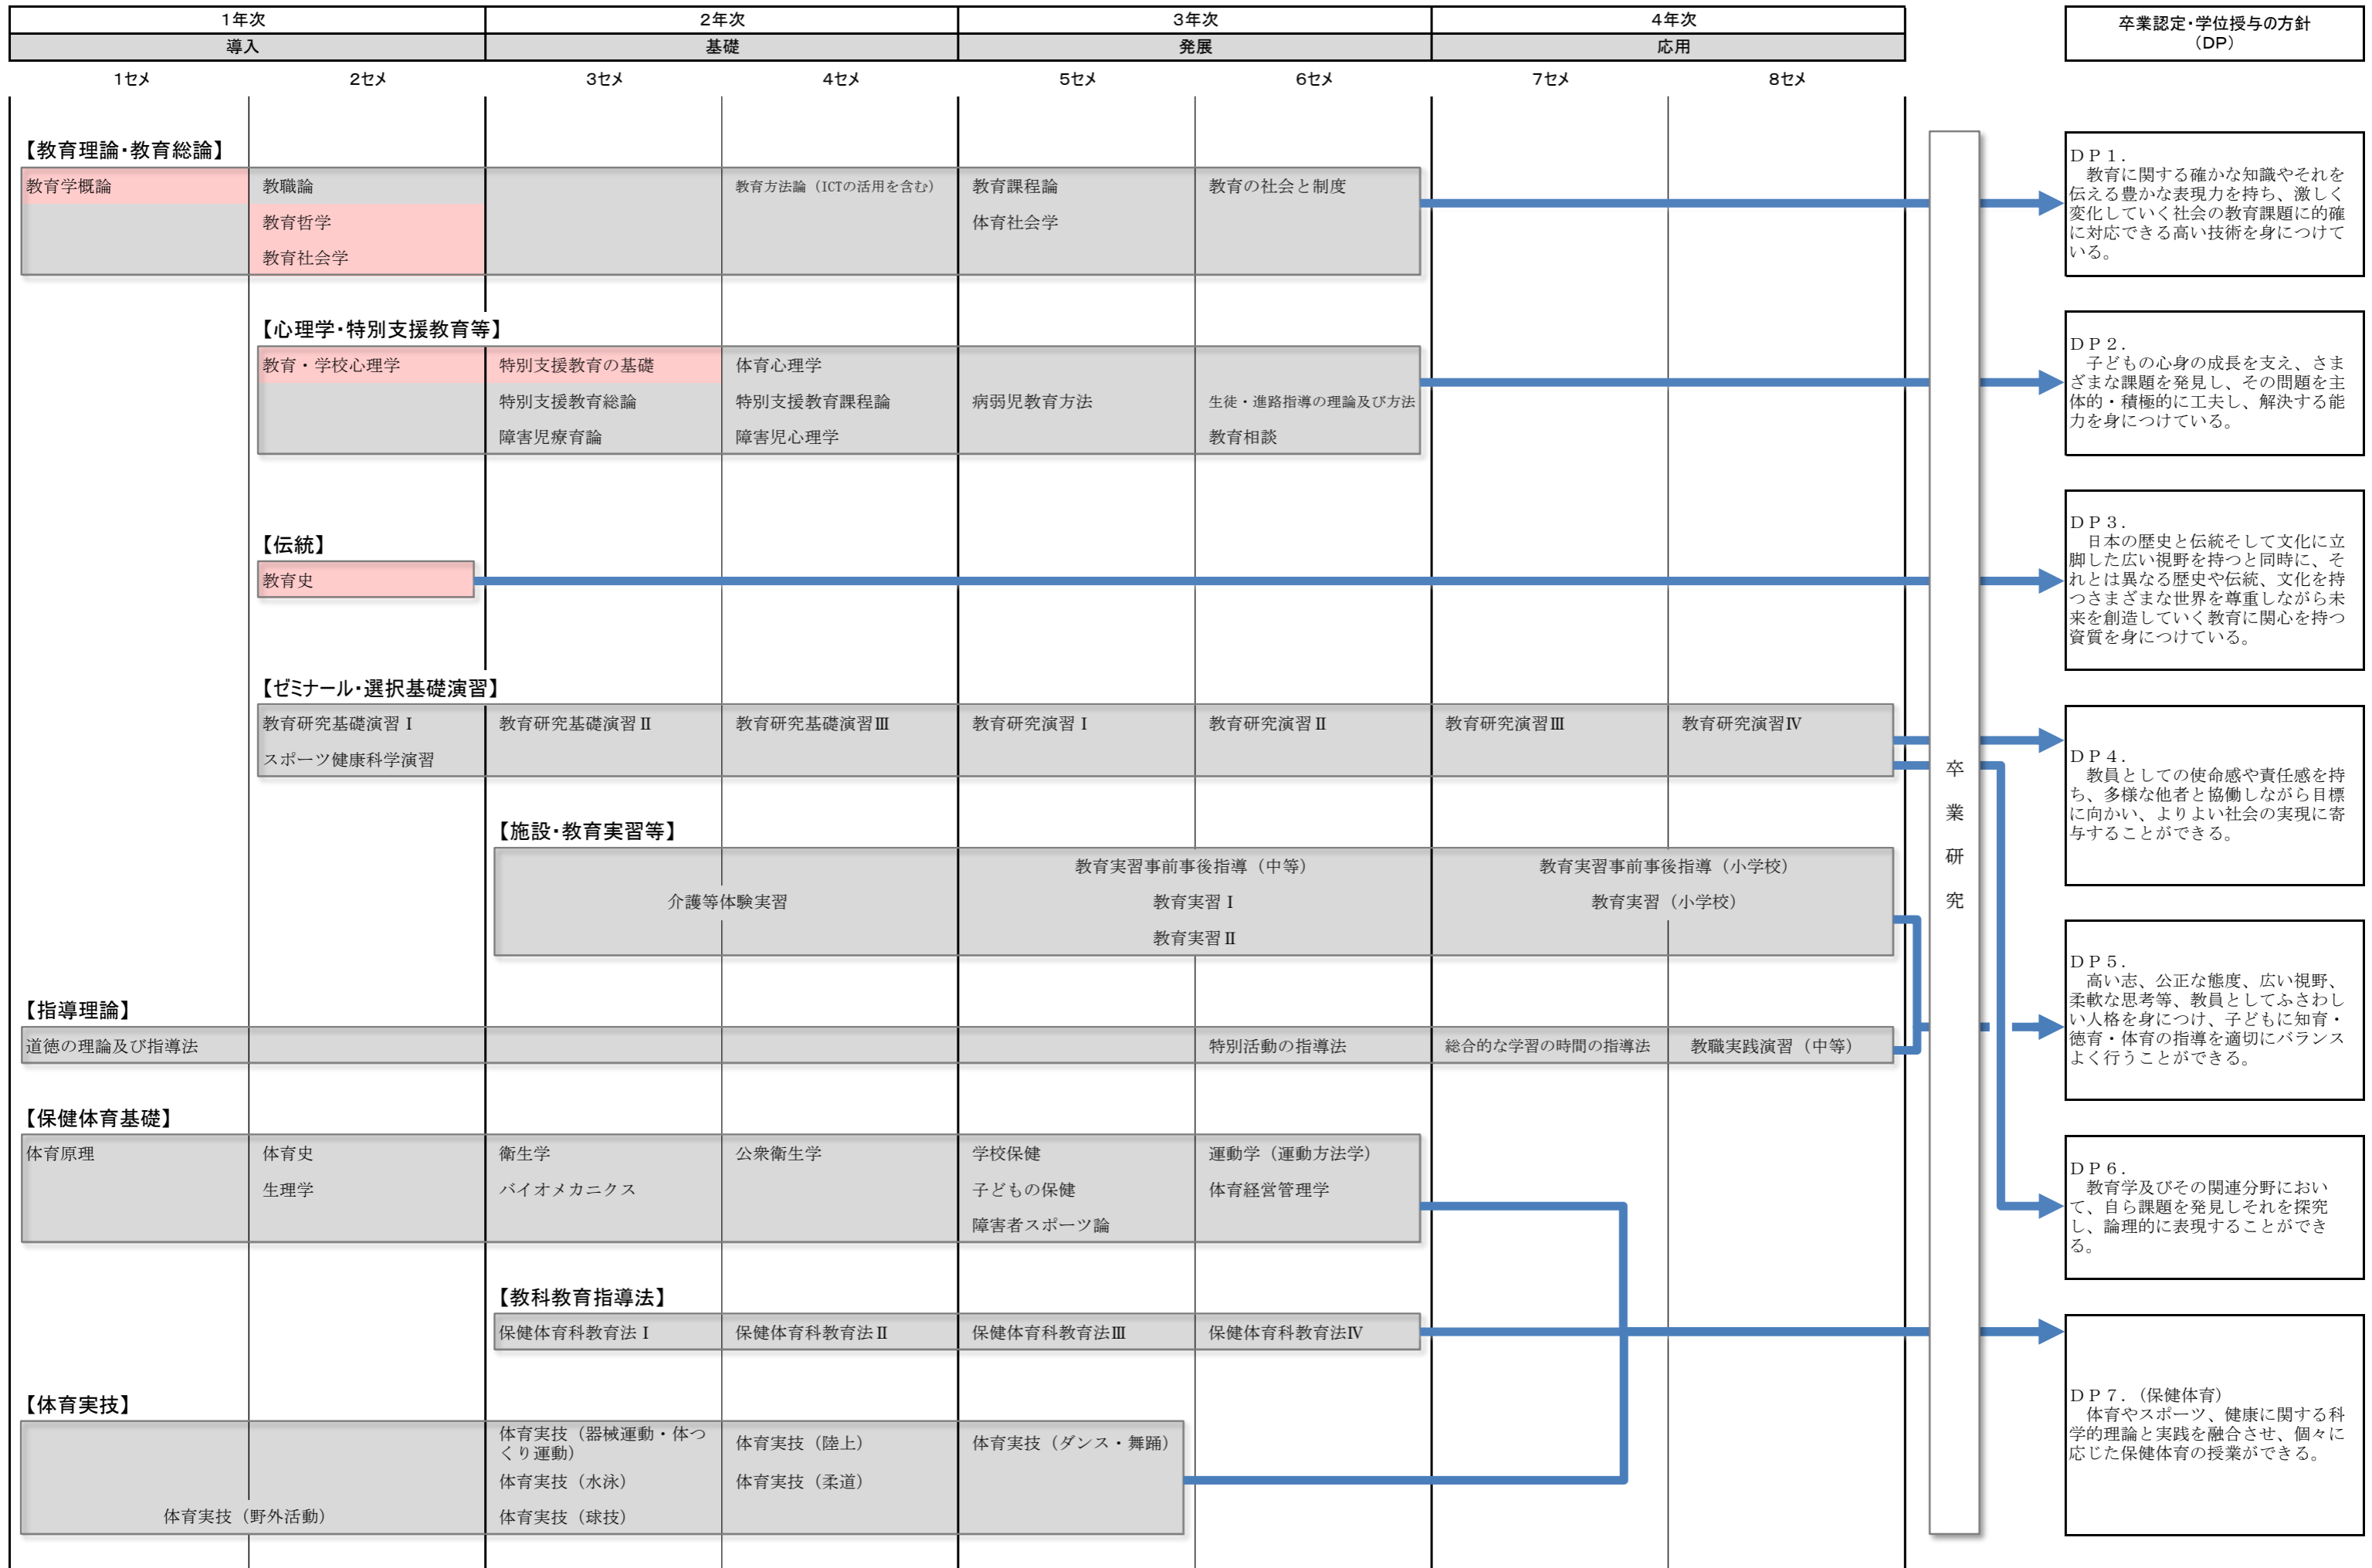 1年次 2年次 3年次 4年次 卒業認定・学位授与の方針
(DP)
導入 基礎 発展 応用
1セメ 2セメ 3セメ 4セメ 5セメ 6セメ 7セメ 8セメ
【教育理論・教育総論】
教育学概論 教職論 教育方法論（ICTの活用を含む） 教育課程論 教育の社会と制度
教育哲学 体育社会学
教育社会学
ＤＰ１．
教育に関する確かな知識やそれを
伝える豊かな表現力を持ち、激しく
変化していく社会の教育課題に的確
に対応できる高い技術を身につけて
いる。
【心理学・特別支援教育等】
教育・学校心理学 特別支援教育の基礎 体育心理学
特別支援教育総論 特別支援教育課程論 病弱児教育方法 生徒・進路指導の理論及び方法
障害児療育論 障害児心理学 教育相談
ＤＰ２．
子どもの心身の成長を支え、さま
ざまな課題を発見し、その問題を主
体的・積極的に工夫し、解決する能
力を身につけている。
【伝統】
教育史
ＤＰ３．
日本の歴史と伝統そして文化に立
脚した広い視野を持つと同時に、そ
れとは異なる歴史や伝統、文化を持
つさまざまな世界を尊重しながら未
来を創造していく教育に関心を持つ
資質を身につけている。
【ゼミナール・選択基礎演習】
教育研究基礎演習Ⅰ 教育研究基礎演習Ⅱ 教育研究基礎演習Ⅲ 教育研究演習Ⅰ 教育研究演習Ⅱ 教育研究演習Ⅲ 教育研究演習Ⅳ
スポーツ健康科学演習
卒業研究
ＤＰ４．
教員としての使命感や責任感を持
ち、多様な他者と協働しながら目標
に向かい、よりよい社会の実現に寄
与することができる。
【施設・教育実習等】
教育実習事前事後指導（中等） 教育実習事前事後指導（小学校）
介護等体験実習 教育実習Ⅰ 教育実習（小学校）
教育実習Ⅱ
【指導理論】
道徳の理論及び指導法 特別活動の指導法 総合的な学習の時間の指導法 教職実践演習（中等）
ＤＰ５．
高い志、公正な態度、広い視野、
柔軟な思考等、教員としてふさわし
い人格を身につけ、子どもに知育・
徳育・体育の指導を適切にバランス
よく行うことができる。
【保健体育基礎】
体育原理 体育史 衛生学 公衆衛生学 学校保健 運動学（運動方法学）
生理学 バイオメカニクス 子どもの保健 体育経営管理学
障害者スポーツ論
ＤＰ６．
教育学及びその関連分野におい
て、自ら課題を発見しそれを探究
し、論理的に表現することができ
る。
【教科教育指導法】
保健体育科教育法Ⅰ 保健体育科教育法Ⅱ 保健体育科教育法Ⅲ 保健体育科教育法Ⅳ
【体育実技】
体育実技（器械運動・体つ
くり運動） 体育実技（陸上） 体育実技（ダンス・舞踊）
体育実技（水泳） 体育実技（柔道）
体育実技（野外活動） 体育実技（球技）
ＤＰ７．（保健体育）
体育やスポーツ、健康に関する科
学的理論と実践を融合させ、個々に
応じた保健体育の授業ができる。